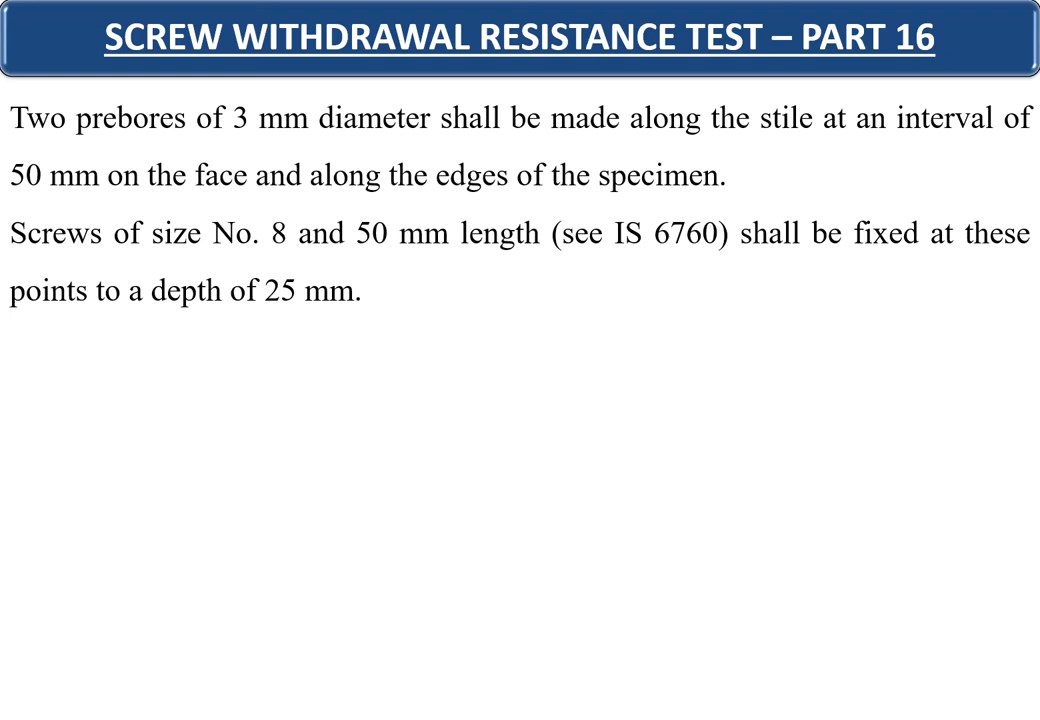 SCREW WITHDRAWAL RESISTANCE TEST – PART 16
Two prebores of 3 mm diameter shall be made along the stile at an interval of
50 mm on the face and along the edges of the specimen.
Screws of size No. 8 and 50 mm length (see IS 6760) shall be fixed at these
points to a depth of 25 mm.